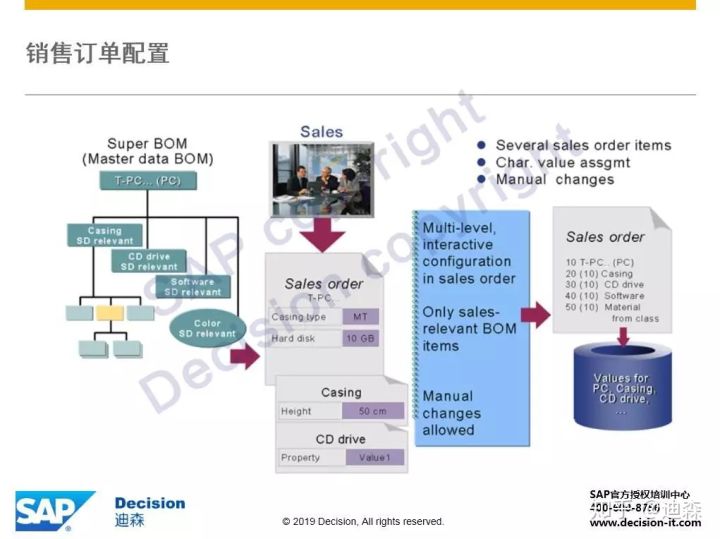 销售订单配置
Super BOM
(Master data BOM)
T-PC... (PC)
Casing
SD relevant
CD drive
SD relevant
Software
SD relevant
Color
SD relevant
Sales
Sales order
T-PC...
Casing type MT
Hard disk 10 GB
Casing
Height 50 cm
CD drive
Property Value1
Multi-level,
interactive
configuration
in sales order
Only sales-
relevant BOM
items
Manual
changes
allowed
Several sales order items
Char. value assgmt
Manual changes
Sales order
10 T-PC.. (PC)
20 (10) Casing
30 (10) CD drive
40 (10) Software
50 (10) Material
from class
Values for
PC, Casing,
CD drive,
...
SAP copyright
Decision copyright
SAP
Decision
迪森
© 2019 Decision, All rights reserved.
SAP官方授权培训中心
www.decision-it.com
知乎 @迪森